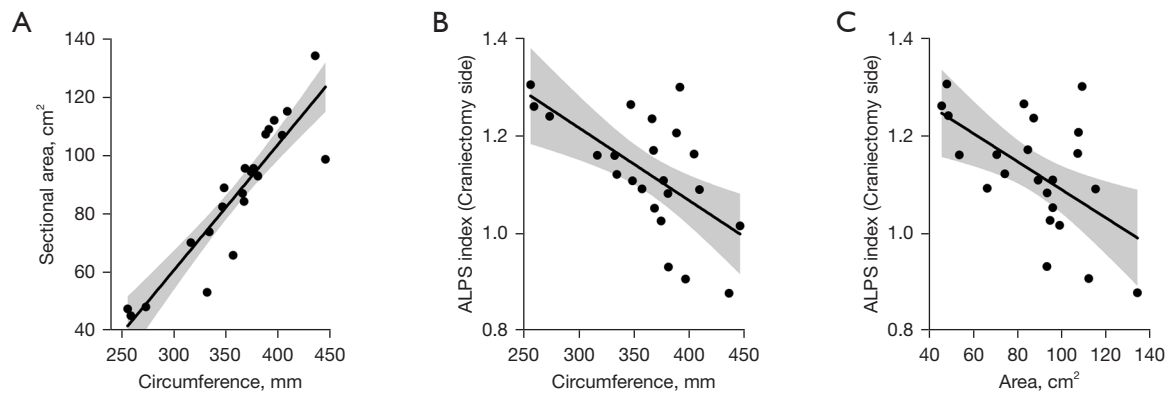 A
Sectional area, cm²
140
120
100
80
60
40
250 300 350 400 450
Circumference, mm
B
ALPS index (Craniectomy side)
1.4
1.2
1.0
0.8
250 300 350 400 450
Circumference, mm
C
ALPS index (Craniectomy side)
1.4
1.2
1.0
0.8
40 60 80 100 120 140
Area, cm²